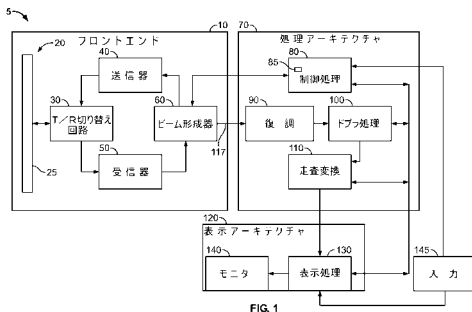 5
10
フロントエンド
20
40
送信器
30
T/R切り替え
回路
60
ビーム形成器
50
受信器
25
117
70
処理アーキテクチャ
80
85
制御処理
90
復調
100
ドプラ処理
110
走査変換
120
表示アーキテクチャ
140
モニタ
130
表示処理
145
入力
FIG. 1